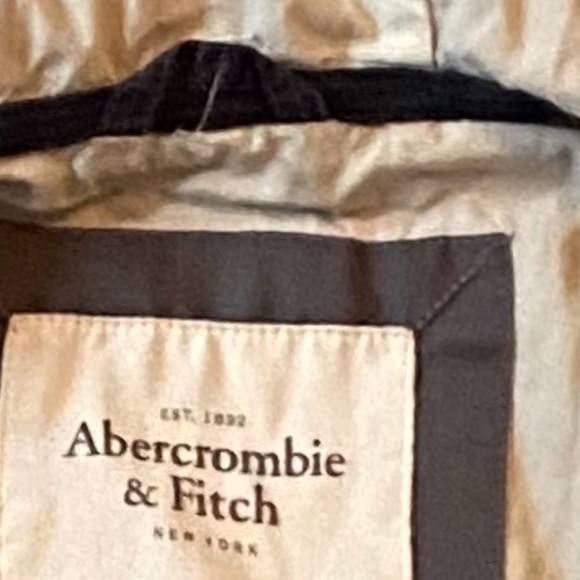 EST. 1892
Abercrombie
& Fitch
NEW YORK